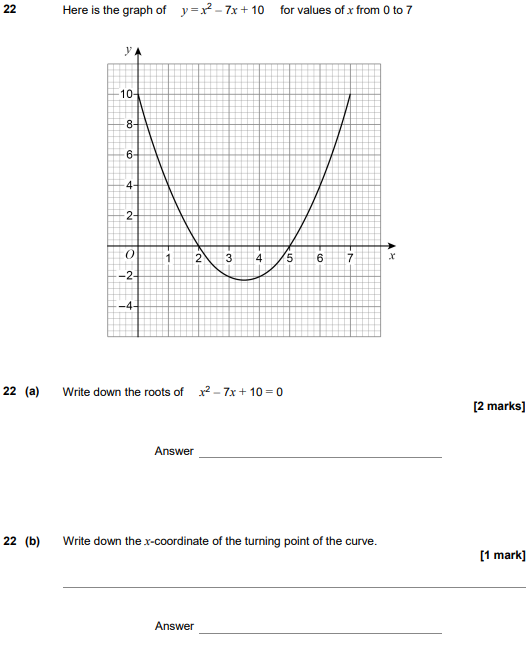 22 Here is the graph of y = x² – 7x + 10 for values of x from 0 to 7
y
10
8
6
4
2
O 1 2 3 4 5 6 7 x
–2
–4
22 (a) Write down the roots of x² – 7x + 10 = 0
[2 marks]
Answer
22 (b) Write down the x-coordinate of the turning point of the curve.
[1 mark]
Answer